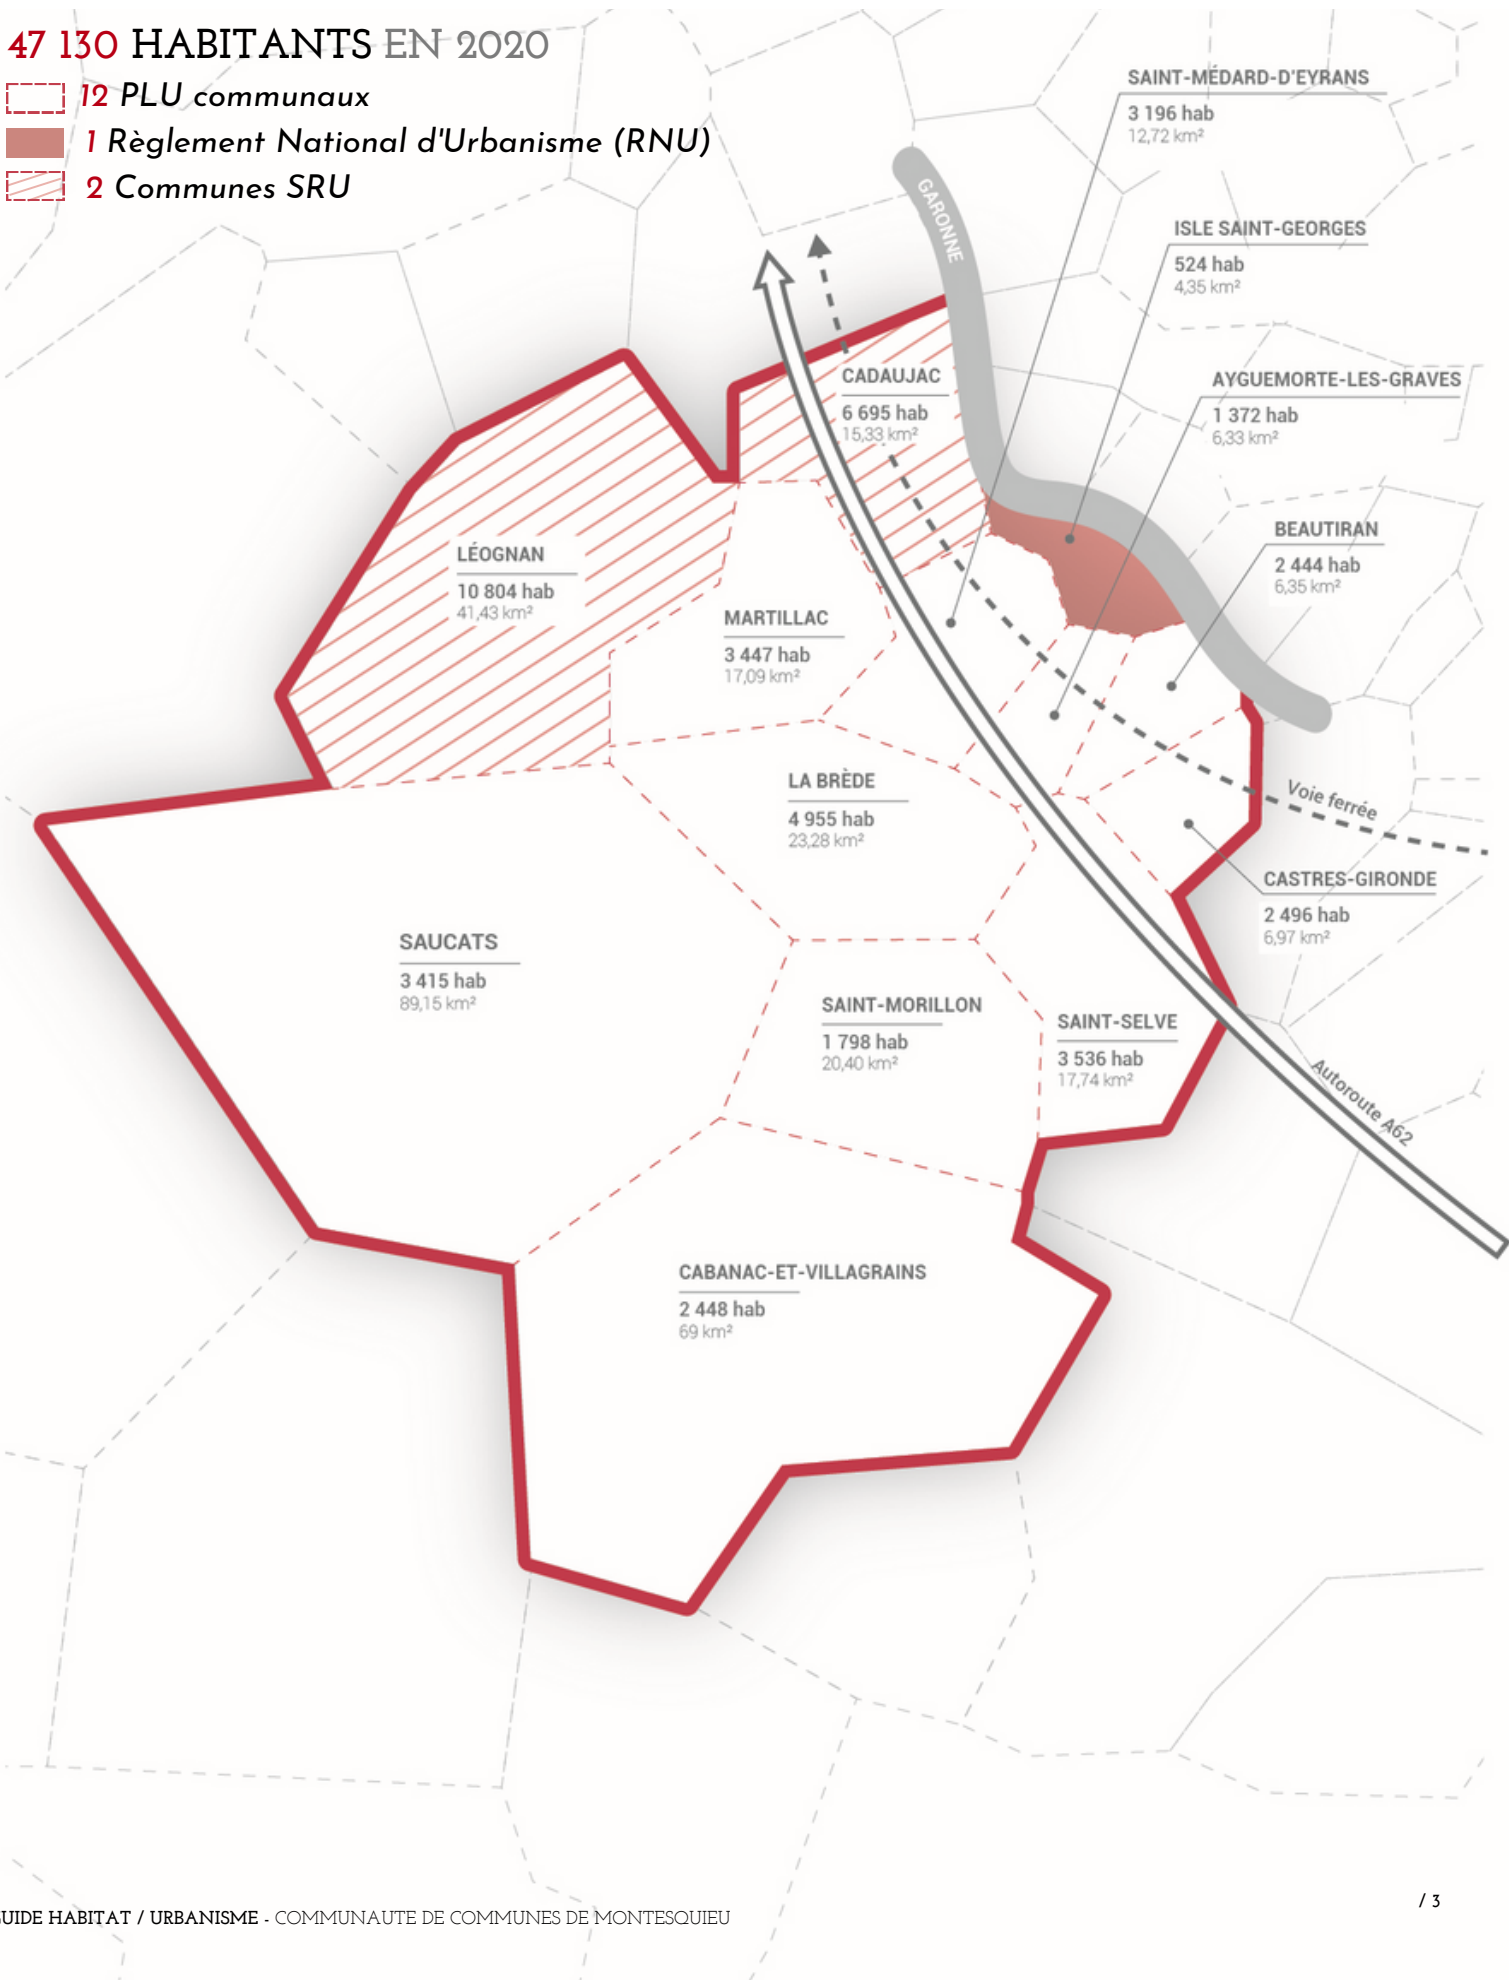 47 130 HABITANTS EN 2020
12 PLU communaux
1 Règlement National d'Urbanisme (RNU)
2 Communes SRU
SAINT-MÉDARD-D'EYRANS
3 196 hab
12,72 km²
GARONNE
ISLE SAINT-GEORGES
524 hab
4,35 km²
CADAUJAC
6 695 hab
15,33 km²
AYGUEMORTE-LES-GRAVES
1 372 hab
6,33 km²
BEAUTIRAN
2 444 hab
6,35 km²
LÉOGNAN
10 804 hab
41,43 km²
MARTILLAC
3 447 hab
17,09 km²
LA BRÈDE
4 955 hab
23,28 km²
Voie ferrée
CASTRES-GIRONDE
2 496 hab
6,97 km²
SAUCATS
3 415 hab
89,15 km²
SAINT-MORILLON
1 798 hab
20,40 km²
SAINT-SELVE
3 536 hab
17,74 km²
Autoroute A62
CABANAC-ET-VILLAGRAINS
2 448 hab
69 km²
/ 3
UIDE HABITAT / URBANISME - COMMUNAUTE DE COMMUNES DE MONTESQUIEU